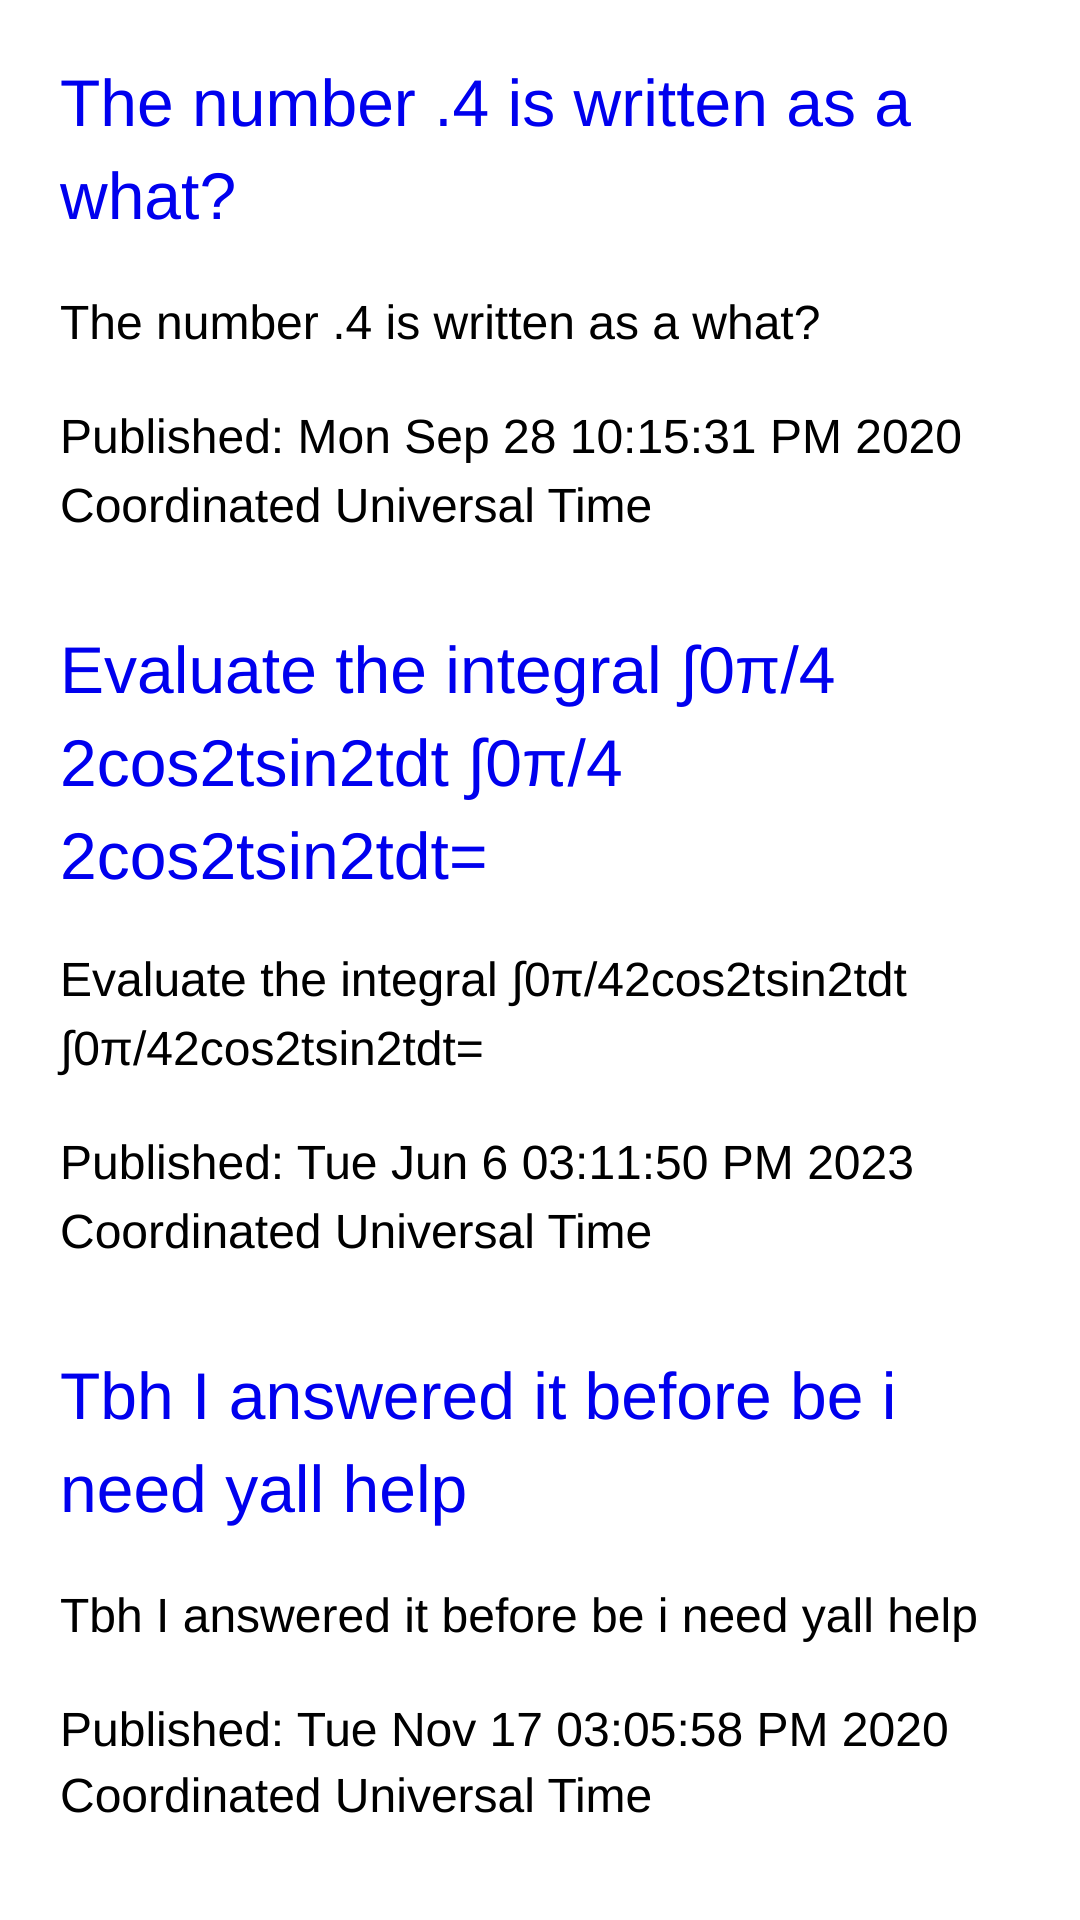 The number .4 is written as a
what?
The number .4 is written as a what?
Published: Mon Sep 28 10:15:31 PM 2020
Coordinated Universal Time
Evaluate the integral ∫0π/4
2cos2tsin2tdt ∫0π/4
2cos2tsin2tdt=
Evaluate the integral ∫0π/42cos2tsin2tdt
∫0π/42cos2tsin2tdt=
Published: Tue Jun 6 03:11:50 PM 2023
Coordinated Universal Time
Tbh I answered it before be i
need yall help
Tbh I answered it before be i need yall help
Published: Tue Nov 17 03:05:58 PM 2020
Coordinated Universal Time